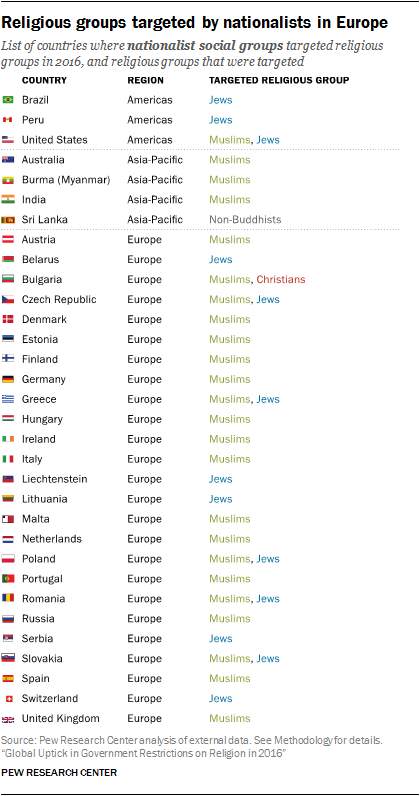 Religious groups targeted by nationalists in Europe
List of countries where nationalist social groups targeted religious
groups in 2016, and religious groups that were targeted
COUNTRY REGION TARGETED RELIGIOUS GROUP
Brazil Americas Jews
Peru Americas Jews
United States Americas Muslims, Jews
Australia Asia-Pacific Muslims
Burma (Myanmar) Asia-Pacific Muslims
India Asia-Pacific Muslims
Sri Lanka Asia-Pacific Non-Buddhists
Austria Europe Muslims
Belarus Europe Jews
Bulgaria Europe Muslims, Christians
Czech Republic Europe Muslims, Jews
Denmark Europe Muslims
Estonia Europe Muslims
Finland Europe Muslims
Germany Europe Muslims
Greece Europe Muslims, Jews
Hungary Europe Muslims
Ireland Europe Muslims
Italy Europe Muslims
Liechtenstein Europe Jews
Lithuania Europe Jews
Malta Europe Muslims
Netherlands Europe Muslims
Poland Europe Muslims, Jews
Portugal Europe Muslims
Romania Europe Muslims, Jews
Russia Europe Muslims
Serbia Europe Jews
Slovakia Europe Muslims, Jews
Spain Europe Muslims
Switzerland Europe Jews
United Kingdom Europe Muslims
Source: Pew Research Center analysis of external data. See Methodology for details.
“Global Uptick in Government Restrictions on Religion in 2016”
PEW RESEARCH CENTER